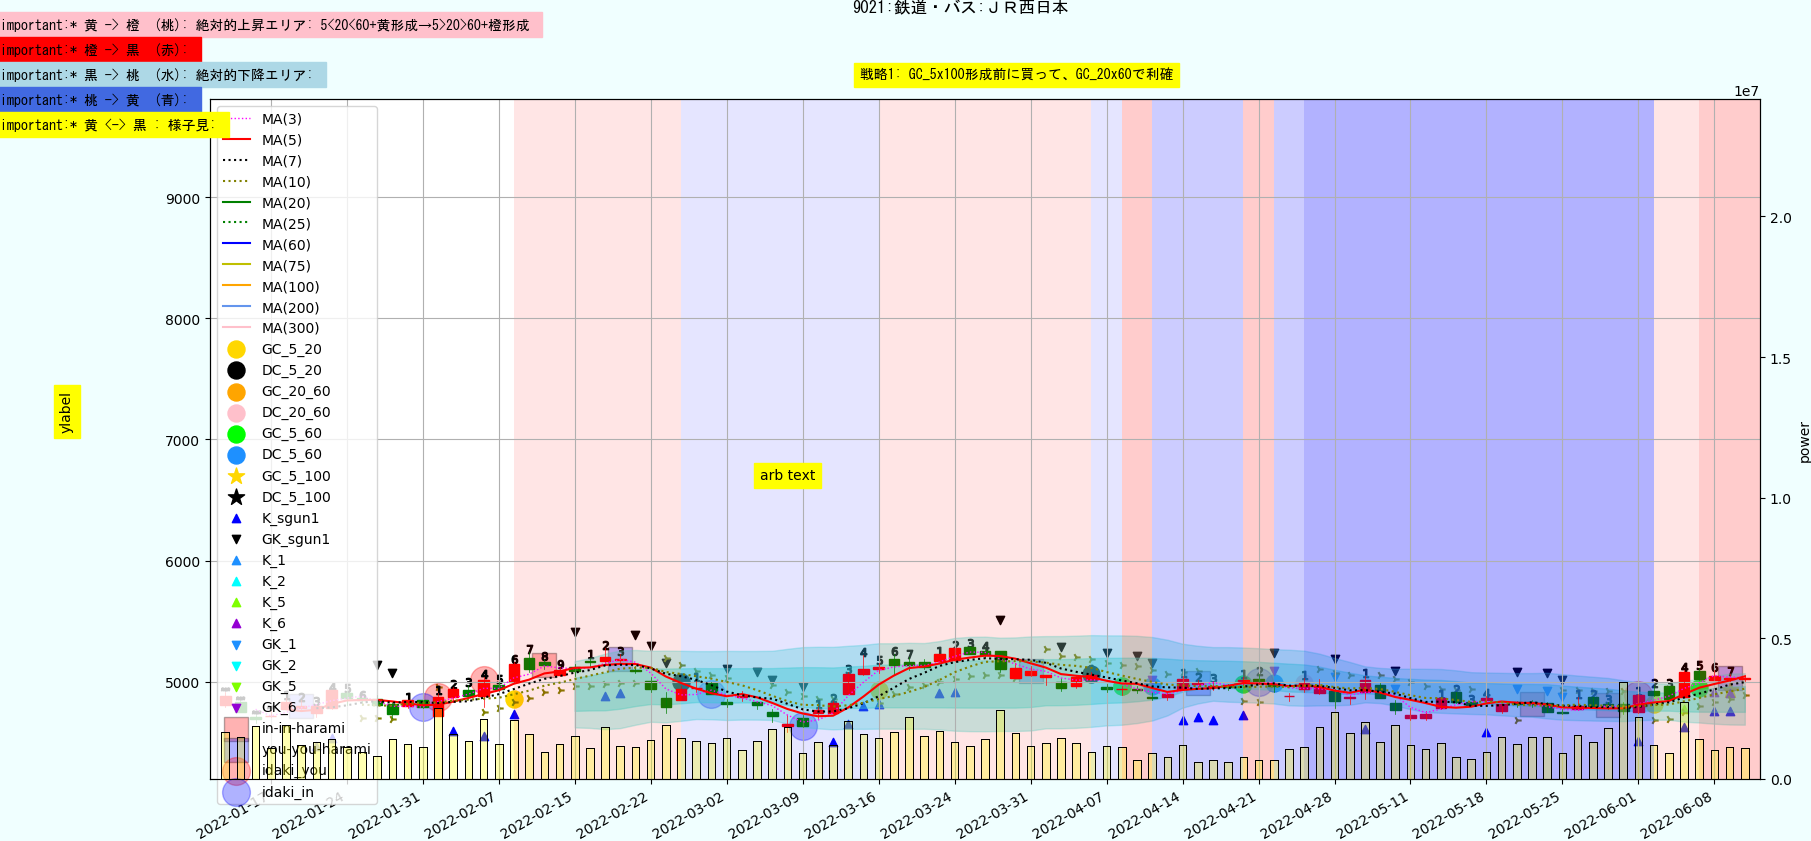 9021:鉄道・バス:ＪＲ西日本
important:* 黄 -> 橙 （桃）: 絶対的上昇エリア: 5<20<60+黄形成→5>20>60+橙形成
important:* 橙 -> 黒 （赤）:
important:* 黒 -> 桃 （水）: 絶対的下降エリア:
important:* 桃 -> 黄 （青）:
important:* 黄 <-> 黒 : 様子見:
戦略1: GC_5x100形成前に買って、GC_20x60で利確
1e7
MA(3)
MA(5)
MA(7)
MA(10)
MA(20)
MA(25)
MA(60)
MA(75)
MA(100)
MA(200)
MA(300)
GC_5_20
DC_5_20
GC_20_60
DC_20_60
GC_5_60
DC_5_60
GC_5_100
DC_5_100
K_sgun1
GK_sgun1
K_1
K_2
K_5
K_6
GK_1
GK_2
GK_5
GK_6
in-in-harami
you-you-harami
idaki_you
idaki_in
9000
8000
7000
6000
5000
ylabel
arb text
2.0
1.5
1.0
0.5
0.0
power
2022-01-17
2022-01-24
2022-01-31
2022-02-07
2022-02-15
2022-02-22
2022-03-02
2022-03-09
2022-03-16
2022-03-24
2022-03-31
2022-04-07
2022-04-14
2022-04-21
2022-04-28
2022-05-11
2022-05-18
2022-05-25
2022-06-01
2022-06-08